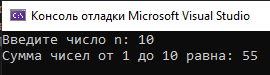 Консоль отладки Microsoft Visual Studio
Введите число n: 10
Сумма чисел от 1 до 10 равна: 55